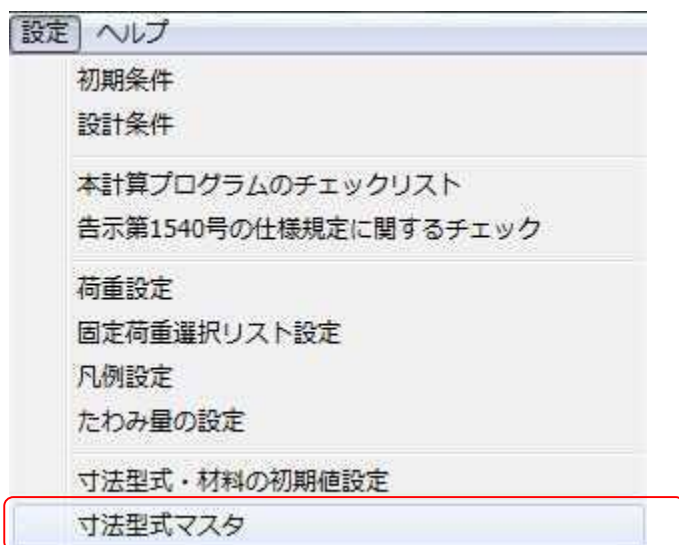 設定 ヘルプ
初期条件
設計条件
本計算プログラムのチェックリスト
告示第1540号の仕様規定に関するチェック
荷重設定
固定荷重選択リスト設定
凡例設定
たわみ量の設定
寸法型式・材料の初期値設定
寸法型式マスタ